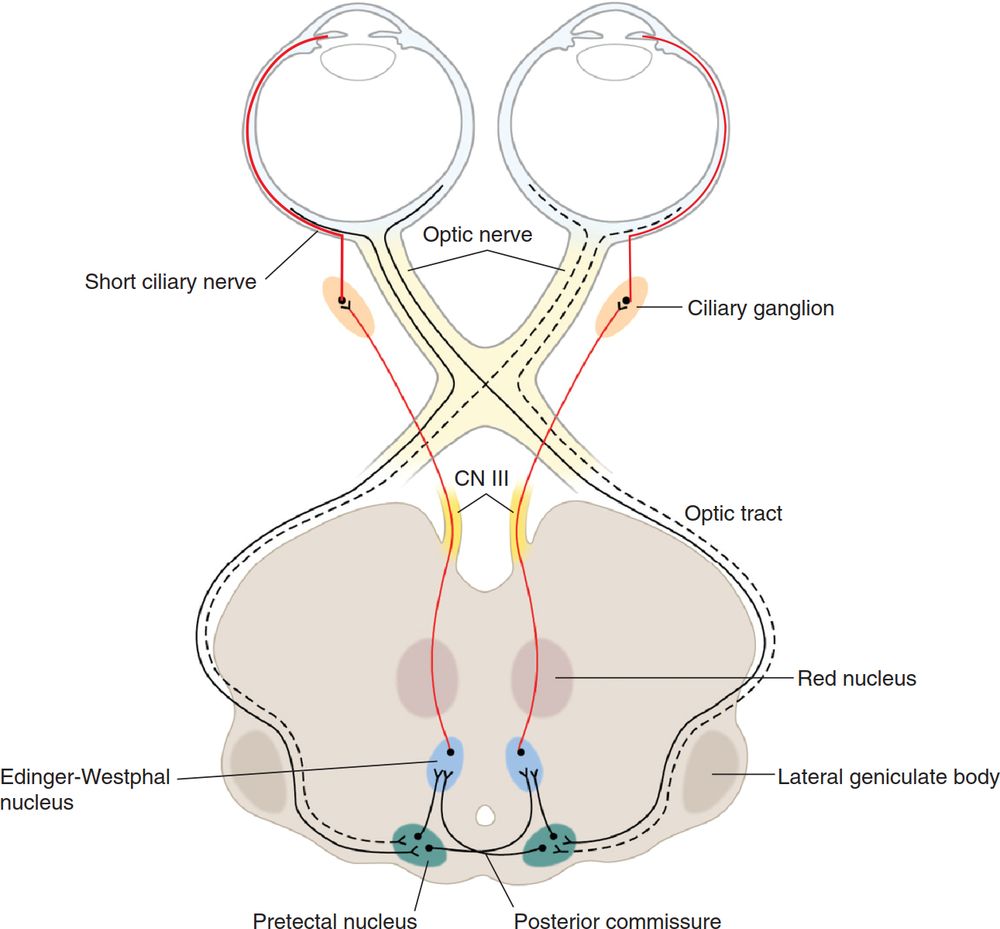 Optic nerve
Short ciliary nerve
Ciliary ganglion
CN III
Optic tract
Red nucleus
Edinger-Westphal
nucleus
Lateral geniculate body
Pretectal nucleus
Posterior commissure